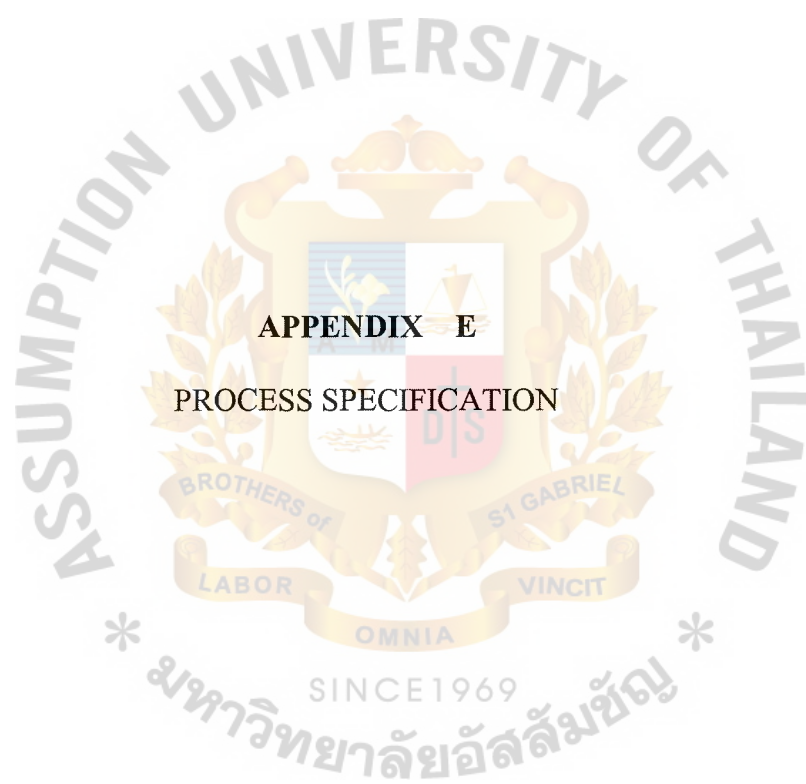 ASSUMPTION UNIVERSITY OF THAILAND
APPENDIX E
A M
PROCESS SPECIFICATION
D S
BROTHERS of
S1 GABRIEL
LABOR
VINCIT
OMNIA
* *
SINCE1969
มหาวิทยาลัยอัสสัมชัญ